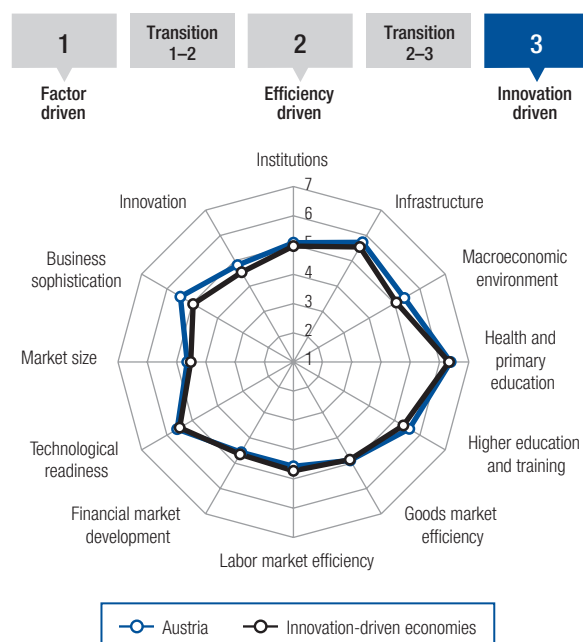 1
Transition
1–2
2
Transition
2–3
3
Factor
driven
Efficiency
driven
Innovation
driven
Institutions
7
6
5
4
3
2
1
Infrastructure
Macroeconomic
environment
Health and
primary
education
Higher education
and training
Goods market
efficiency
Labor market efficiency
Financial market
development
Technological
readiness
Market size
Business
sophistication
Innovation
Austria
Innovation-driven economies